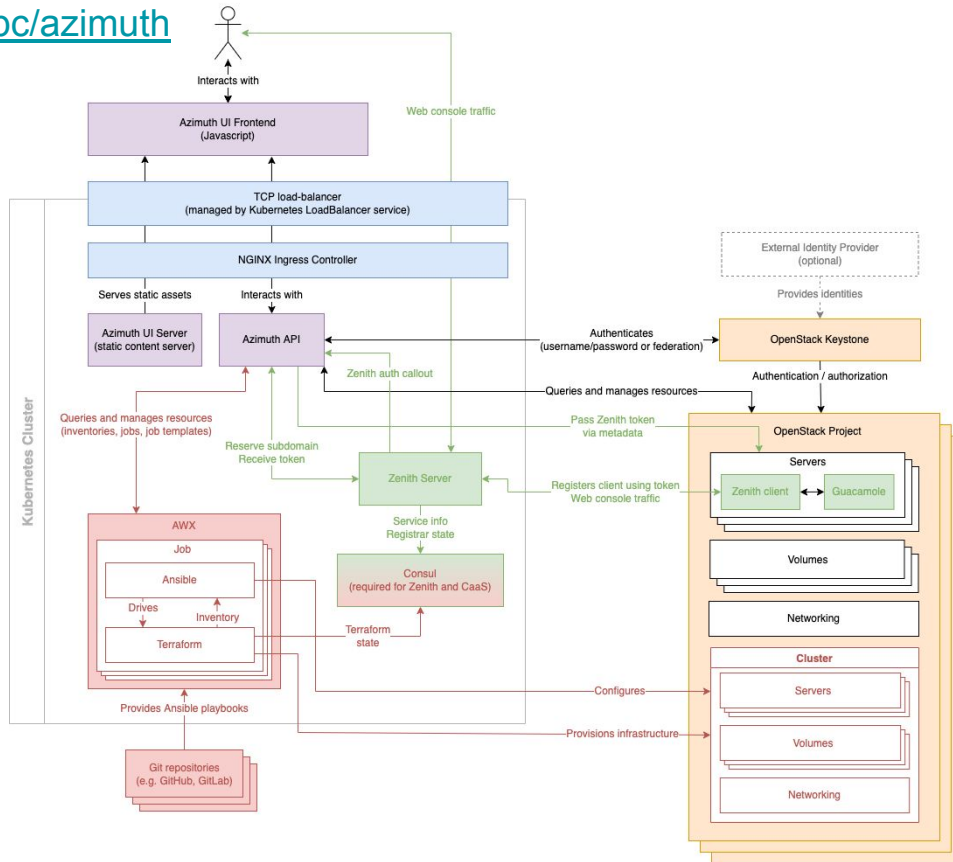 oc/azimuth
Interacts with
Web console traffic
Azimuth UI Frontend
(Javascript)
TCP load-balancer
(managed by Kubernetes LoadBalancer service)
NGINX Ingress Controller
External Identity Provider
(optional)
Serves static assets
Interacts with
Provides identities
Azimuth UI Server
(static content server)
Azimuth API
Authenticates
(username/password or federation)
OpenStack Keystone
Zenith auth callout
Authentication / authorization
Queries and manages resources
Queries and manages resources
(inventories, jobs, job templates)
Pass Zenith token
via metadata
OpenStack Project
Kubernetes Cluster
Reserve subdomain
Receive token
Servers
Zenith Server
Registers client using token
Web console traffic
Zenith client
Guacamole
Service info
Registrar state
AWX
Job
Volumes
Ansible
Consul
(required for Zenith and CaaS)
Drives
Inventory
Networking
Terraform
Terraform
state
Cluster
Configures
Servers
Provides Ansible playbooks
Provisions infrastructure
Volumes
Git repositories
(e.g. GitHub, GitLab)
Networking